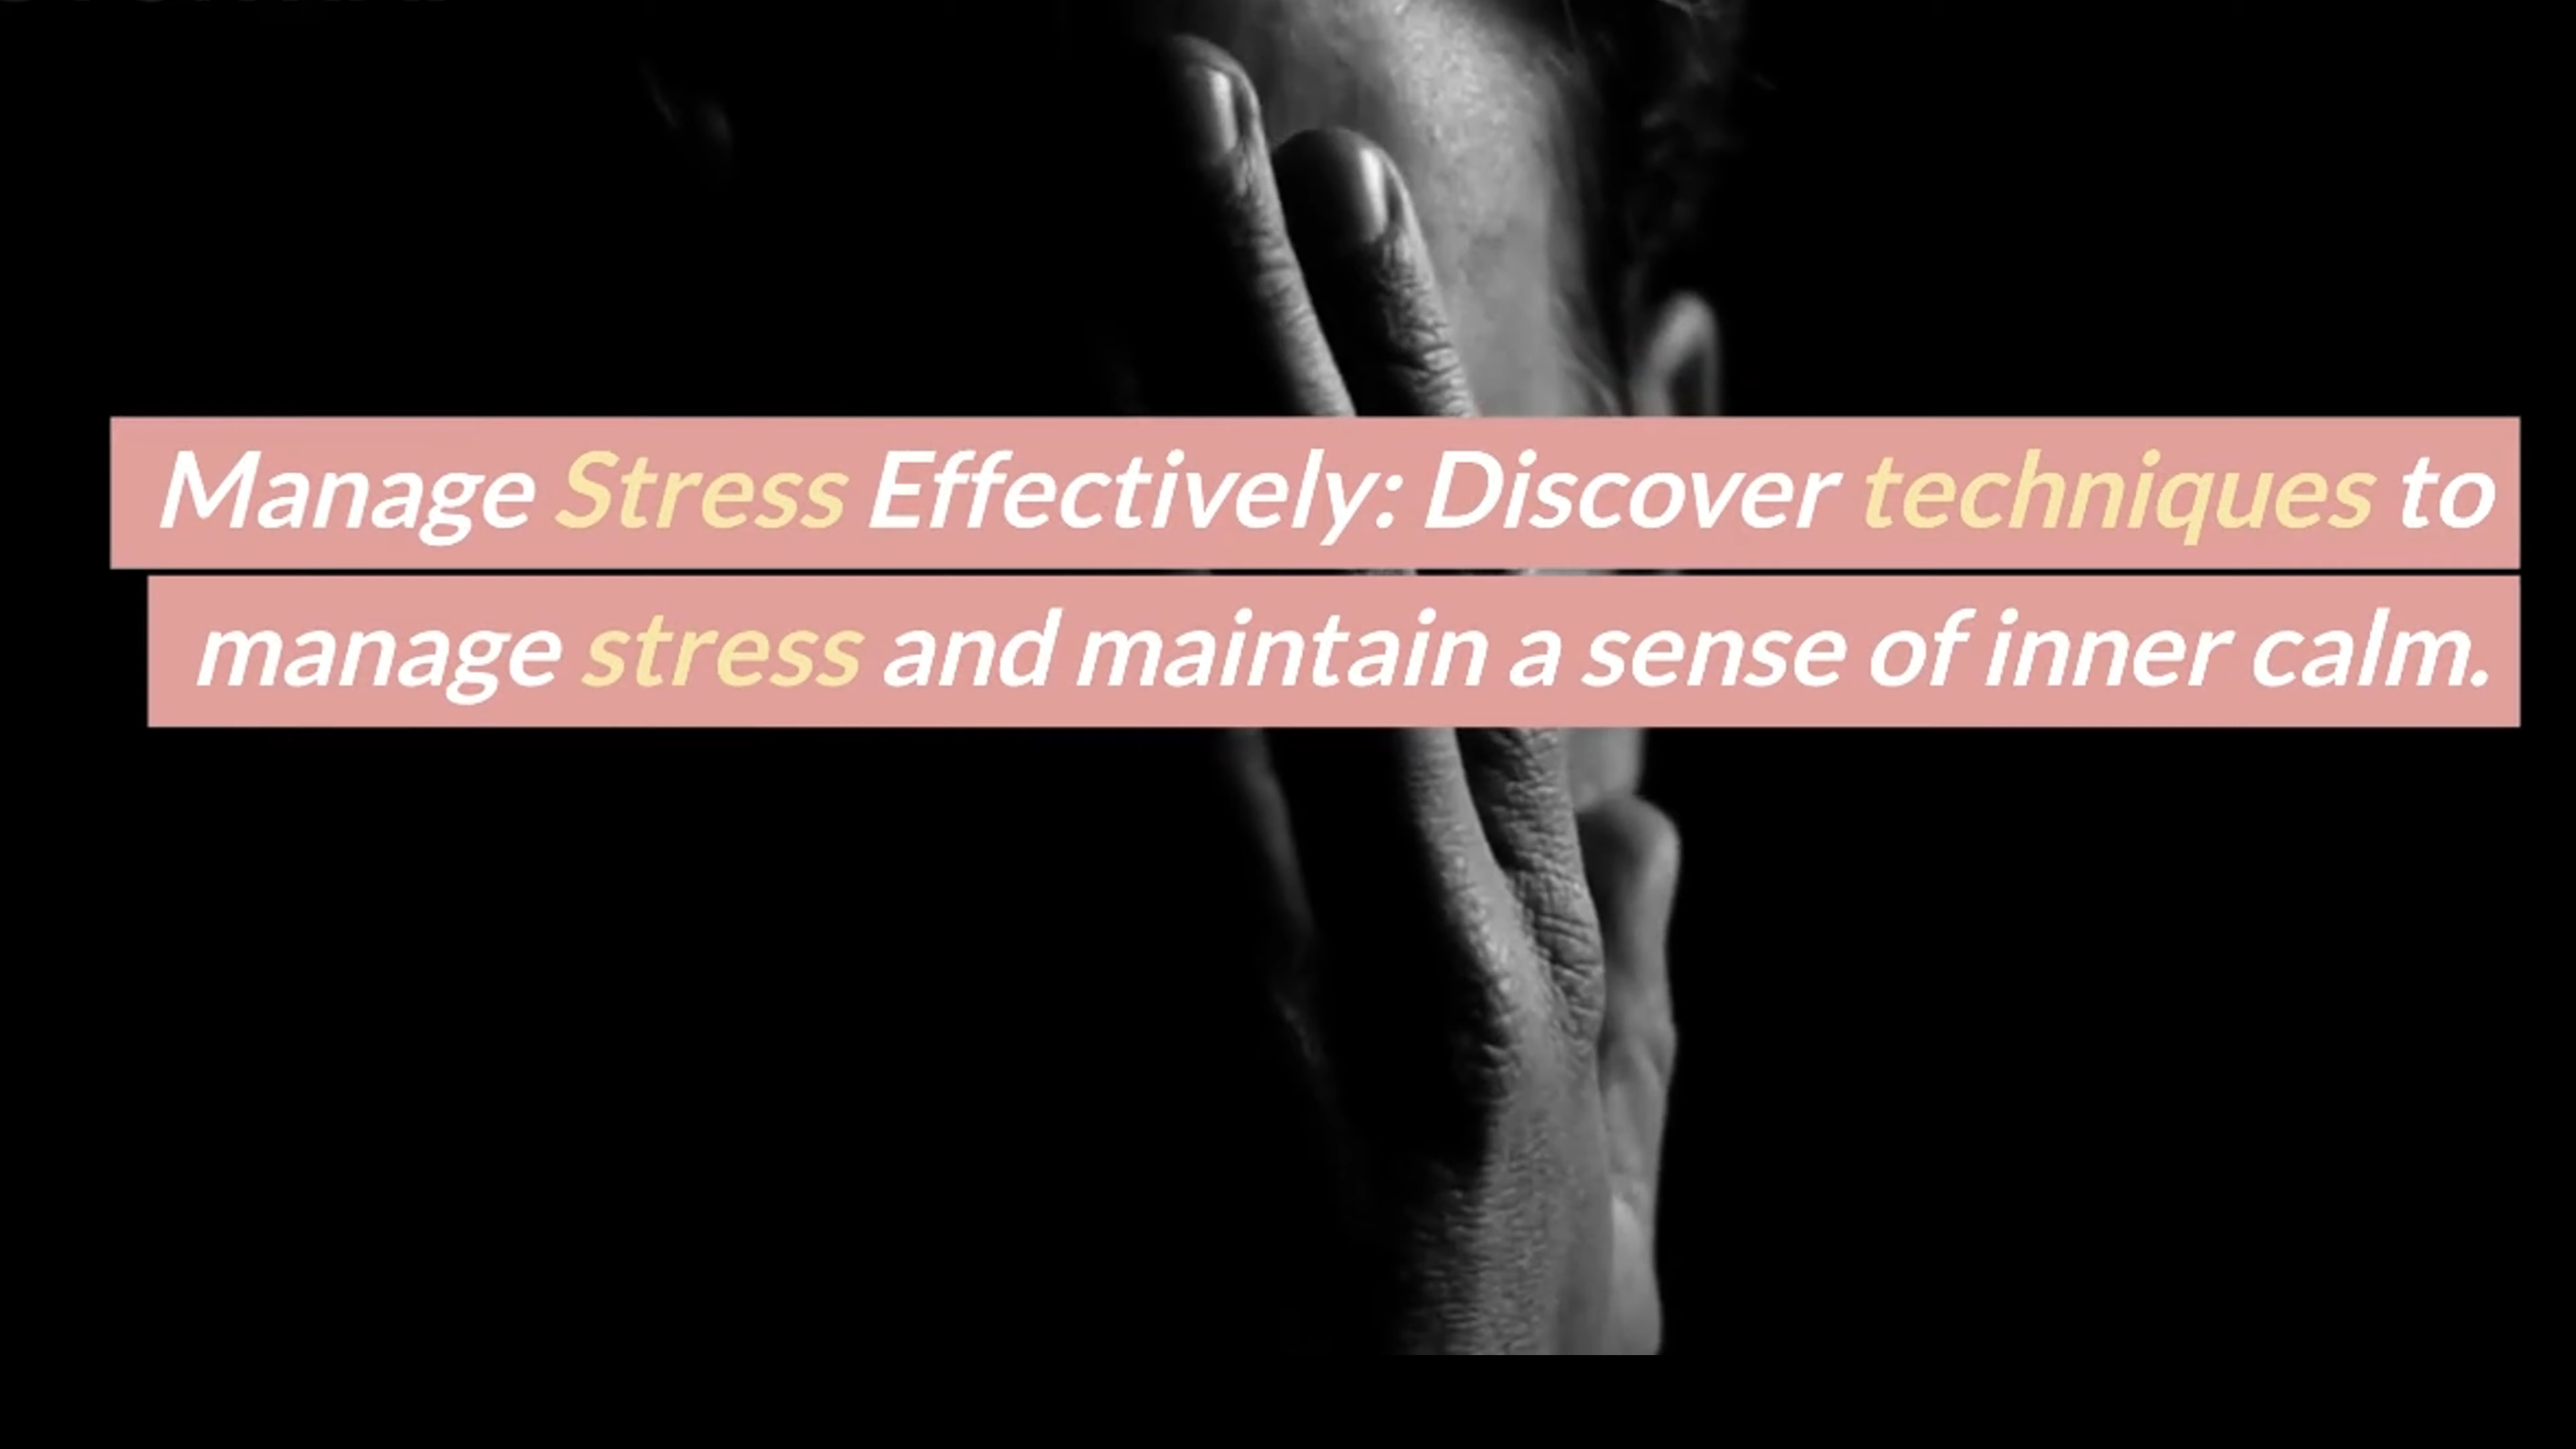 Manage Stress Effectively: Discover techniques to
manage stress and maintain a sense of inner calm.